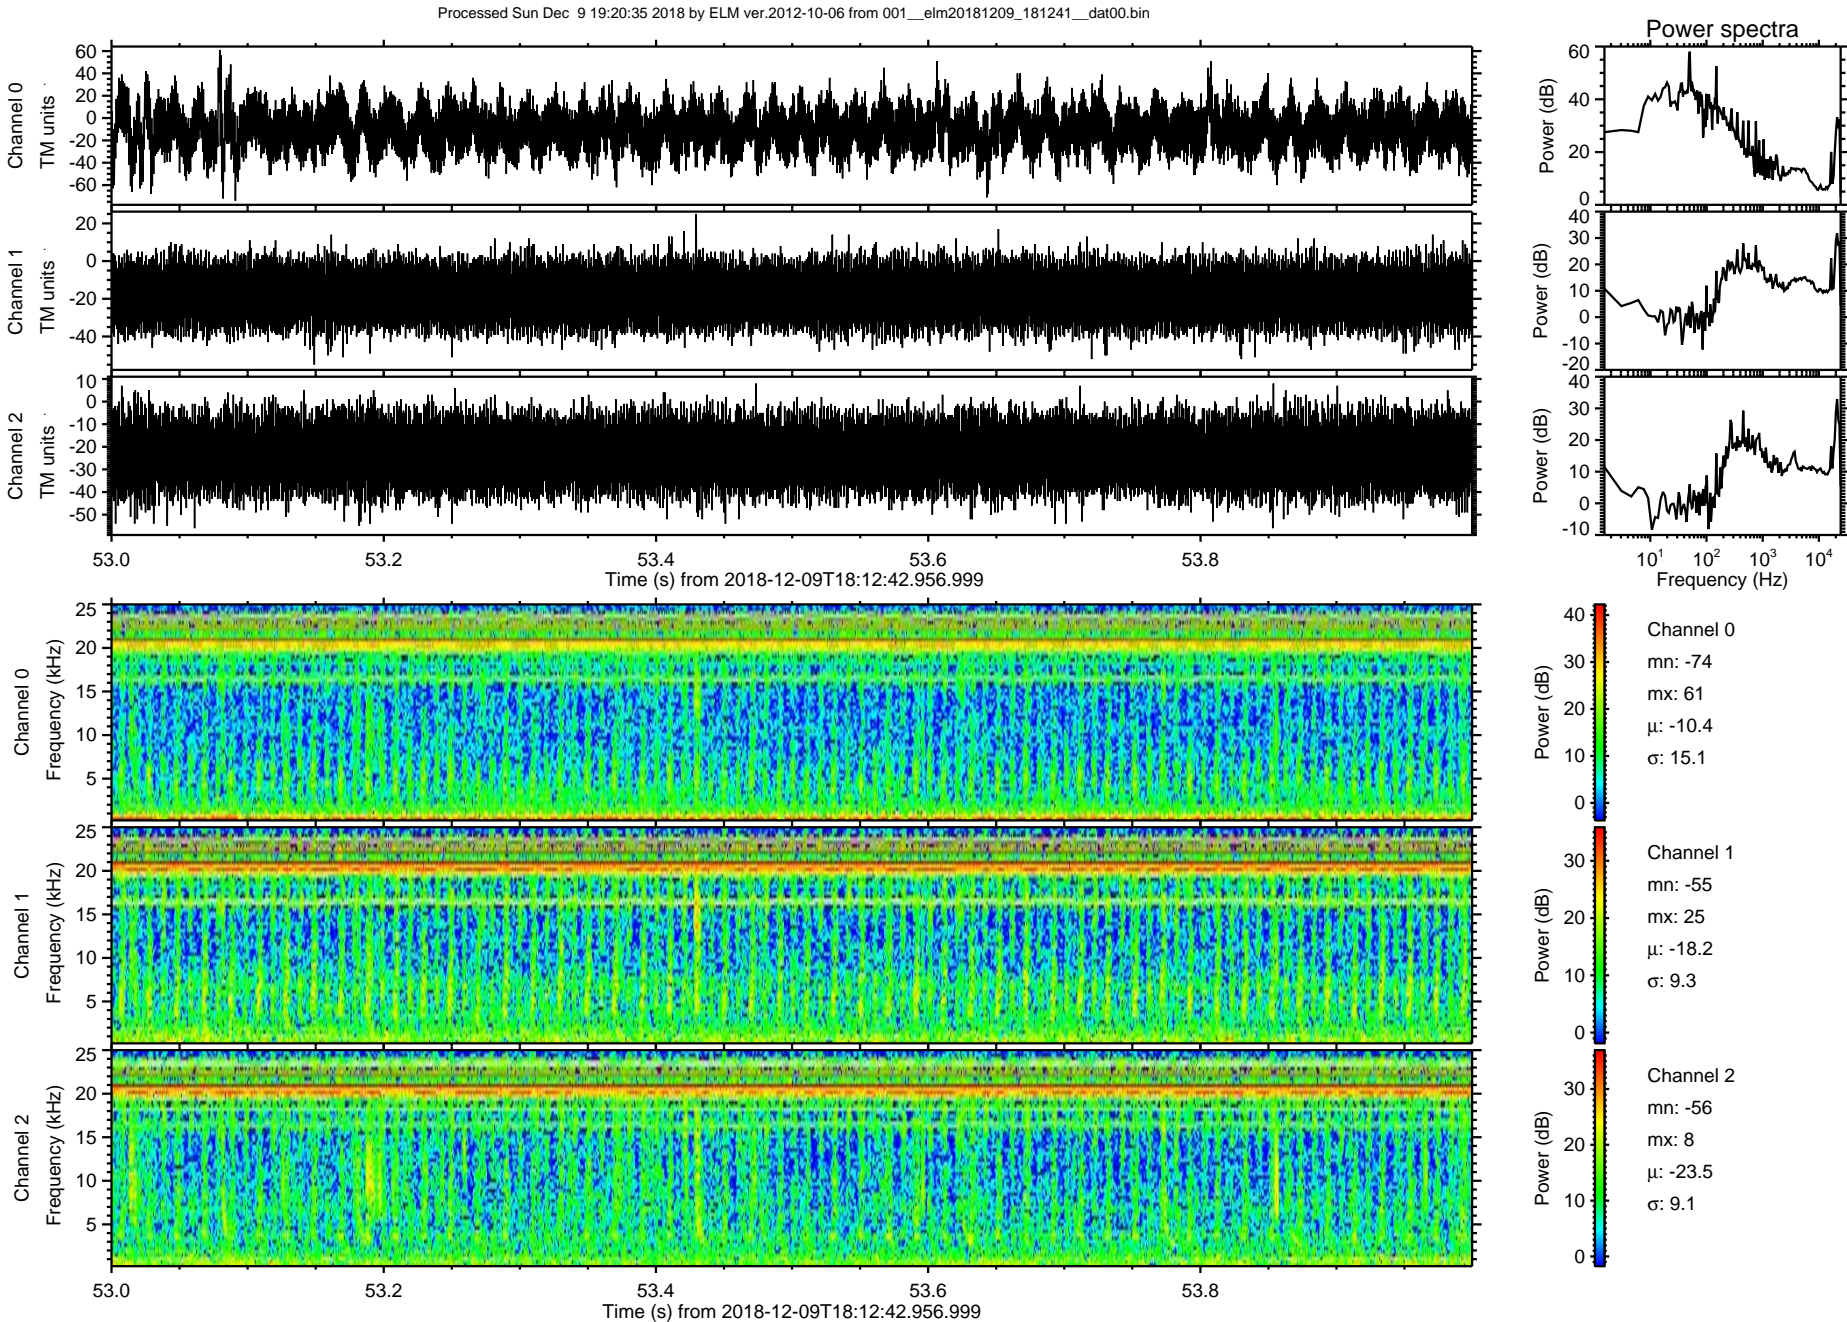 Processed Sun Dec  9 19:20:35 2018 by ELM ver.2012-10-06 from 001__elm20181209_181241__dat00.bin
Power spectra
Channel 0
TM units
60
40
20
0
-20
-40
-60
Power (dB)
60
40
20
0
Channel 1
TM units
20
0
-20
-40
Power (dB)
40
30
20
10
0
-10
-20
Channel 2
TM units
10
0
-10
-20
-30
-40
-50
Power (dB)
40
30
20
10
0
-10
53.0 53.2 53.4 53.6 53.8
Time (s) from 2018-12-09T18:12:42.956.999
10¹ 10² 10³ 10⁴
Frequency (Hz)
Channel 0
Frequency (kHz)
25
20
15
10
5
Power (dB)
40
30
20
10
0
Channel 0
mn: -74
mx: 61
μ: -10.4
σ: 15.1
Channel 1
Frequency (kHz)
25
20
15
10
5
Power (dB)
30
20
10
0
Channel 1
mn: -55
mx: 25
μ: -18.2
σ: 9.3
Channel 2
Frequency (kHz)
25
20
15
10
5
Power (dB)
30
20
10
0
Channel 2
mn: -56
mx: 8
μ: -23.5
σ: 9.1
53.0 53.2 53.4 53.6 53.8
Time (s) from 2018-12-09T18:12:42.956.999